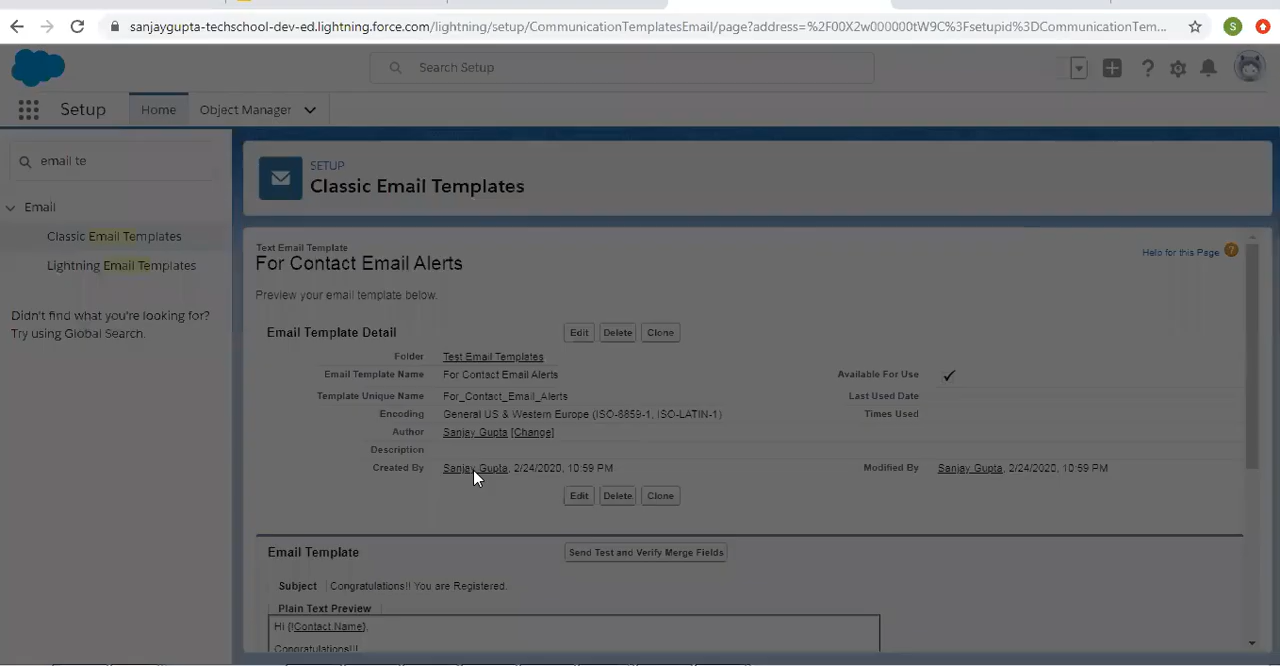 sanjaygupta-techschool-dev-ed.lightning.force.com/lightning/setup/CommunicationTemplatesEmail/page?address=%2F00X2w000000tW9C%3Fsetupid%3DCommunicationTem...
S
Search Setup
Setup
Home
Object Manager
email te
Email
Classic Email Templates
Lightning Email Templates
Didn't find what you're looking for?
Try using Global Search.
SETUP
Classic Email Templates
Text Email Template
For Contact Email Alerts
Help for this Page ?
Preview your email template below.
Email Template Detail
Edit Delete Clone
Folder Test Email Templates
Email Template Name For Contact Email Alerts Available For Use ✓
Template Unique Name For_Contact_Email_Alerts Last Used Date
Encoding General US & Western Europe (ISO-8859-1, ISO-LATIN-1) Times Used
Author Sanjay Gupta [Change]
Description
Created By Sanjay Gupta, 2/24/2020, 10:59 PM Modified By Sanjay Gupta, 2/24/2020, 10:59 PM
Edit Delete Clone
Email Template
Send Test and Verify Merge Fields
Subject Congratulations!! You are Registered.
Plain Text Preview
Hi {!Contact.Name},
Congratulations!!!